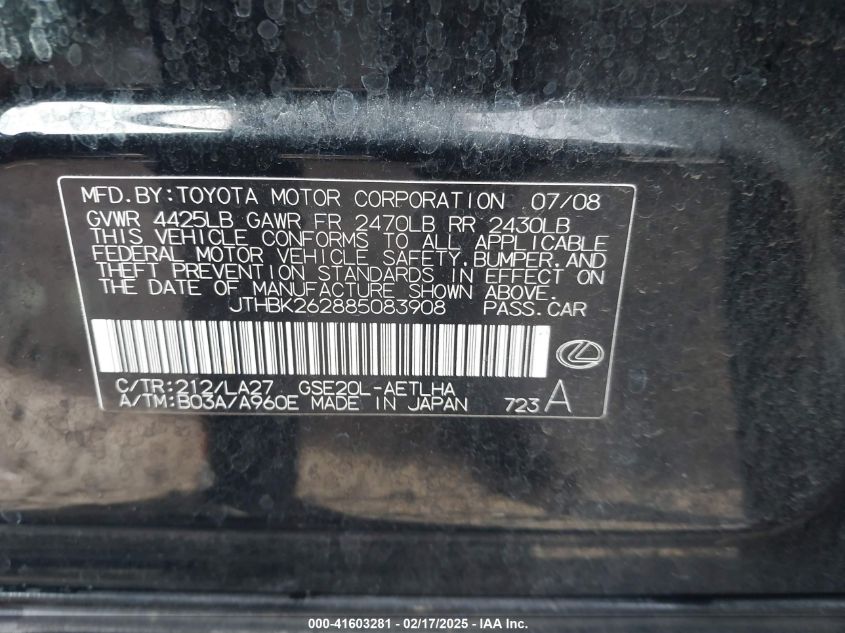 MFD.BY:TOYOTA MOTOR CORPORATION 07/08
GVWR 4425LB GAWR FR 2470LB RR 2430LB
THIS VEHICLE CONFORMS TO ALL APPLICABLE
FEDERAL MOTOR VEHICLE SAFETY,BUMPER,AND
THEFT PREVENTION STANDARDS IN EFFECT ON
THE DATE OF MANUFACTURE SHOWN ABOVE.
JTHBK262885083908 PASS.CAR
C/TR:212/LA27 GSE20L-AETLHA
A/TM:B03A/A960E MADE IN JAPAN 723 A
000-41603281 - 02/17/2025 - IAA Inc.